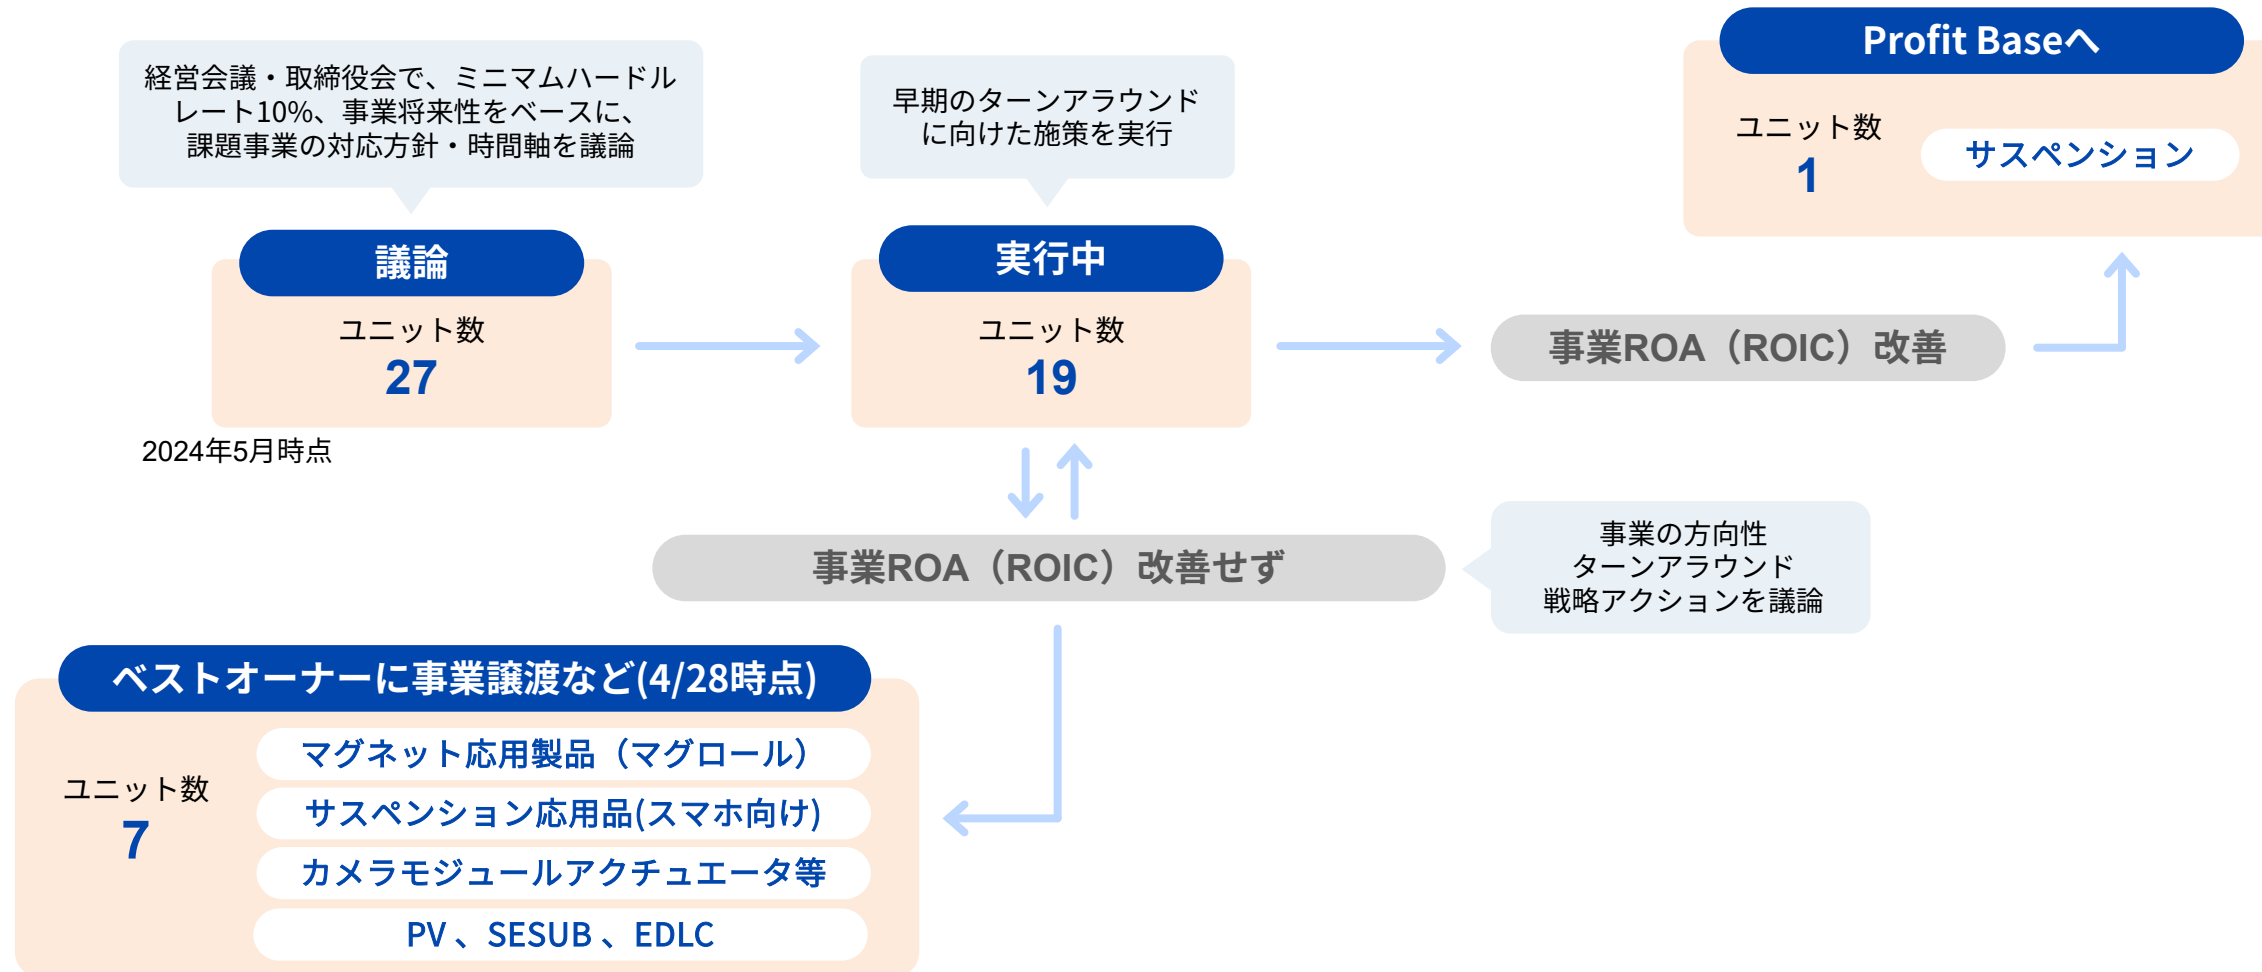 経営会議・取締役会で、ミニマムハードル
レート10%、事業将来性をベースに、
課題事業の対応方針・時間軸を議論
議論
ユニット数
27
2024年5月時点
早期のターンアラウンド
に向けた施策を実行
実行中
ユニット数
19
事業ROA（ROIC）改善
Profit Baseへ
ユニット数
1
サスペンション
事業ROA（ROIC）改善せず
事業の方向性
ターンアラウンド
戦略アクションを議論
ベストオーナーに事業譲渡など(4/28時点)
ユニット数
7
マグネット応用製品（マグロール）
サスペンション応用品(スマホ向け)
カメラモジュールアクチュエータ等
PV 、SESUB 、EDLC